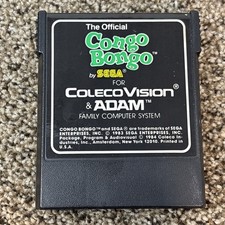 The Official
Congo
Bongo™
by SEGA®
FOR
COLECOVISION®
& ADAM™
FAMILY COMPUTER SYSTEM
CONGO BONGO™ and SEGA ® are trademarks of SEGA
ENTERPRISES, INC. © 1983 SEGA ENTERPRISES, INC.
Package, Program & Audiovisual © 1984 Coleco In-
dustries, Inc., Amsterdam, New York 12010. Printed in
U.S.A.